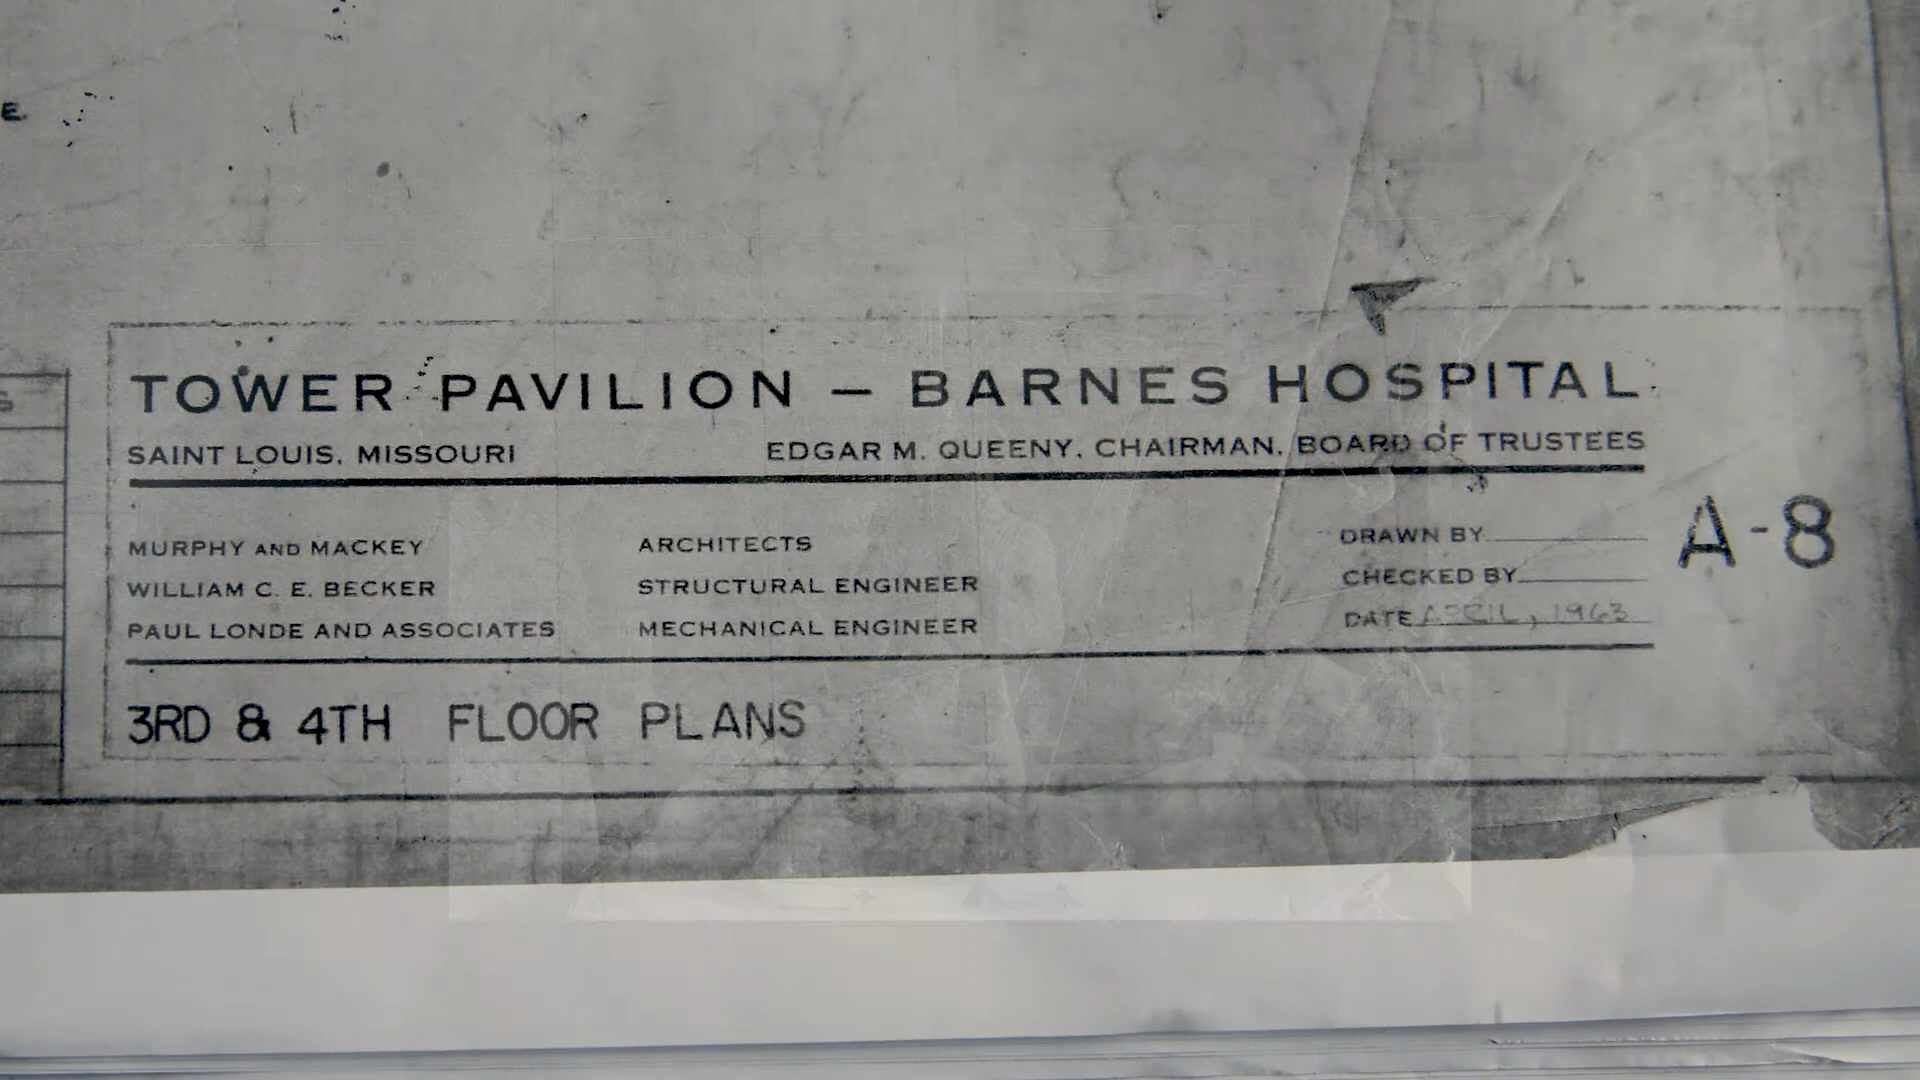 E.
S
TOWER PAVILION — BARNES HOSPITAL
SAINT LOUIS, MISSOURI EDGAR M. QUEENY, CHAIRMAN, BOARD OF TRUSTEES
MURPHY AND MACKEY ARCHITECTS DRAWN BY
WILLIAM C. E. BECKER STRUCTURAL ENGINEER CHECKED BY
PAUL LONDE AND ASSOCIATES MECHANICAL ENGINEER DATE APRIL, 1963
A-8
3RD & 4TH FLOOR PLANS